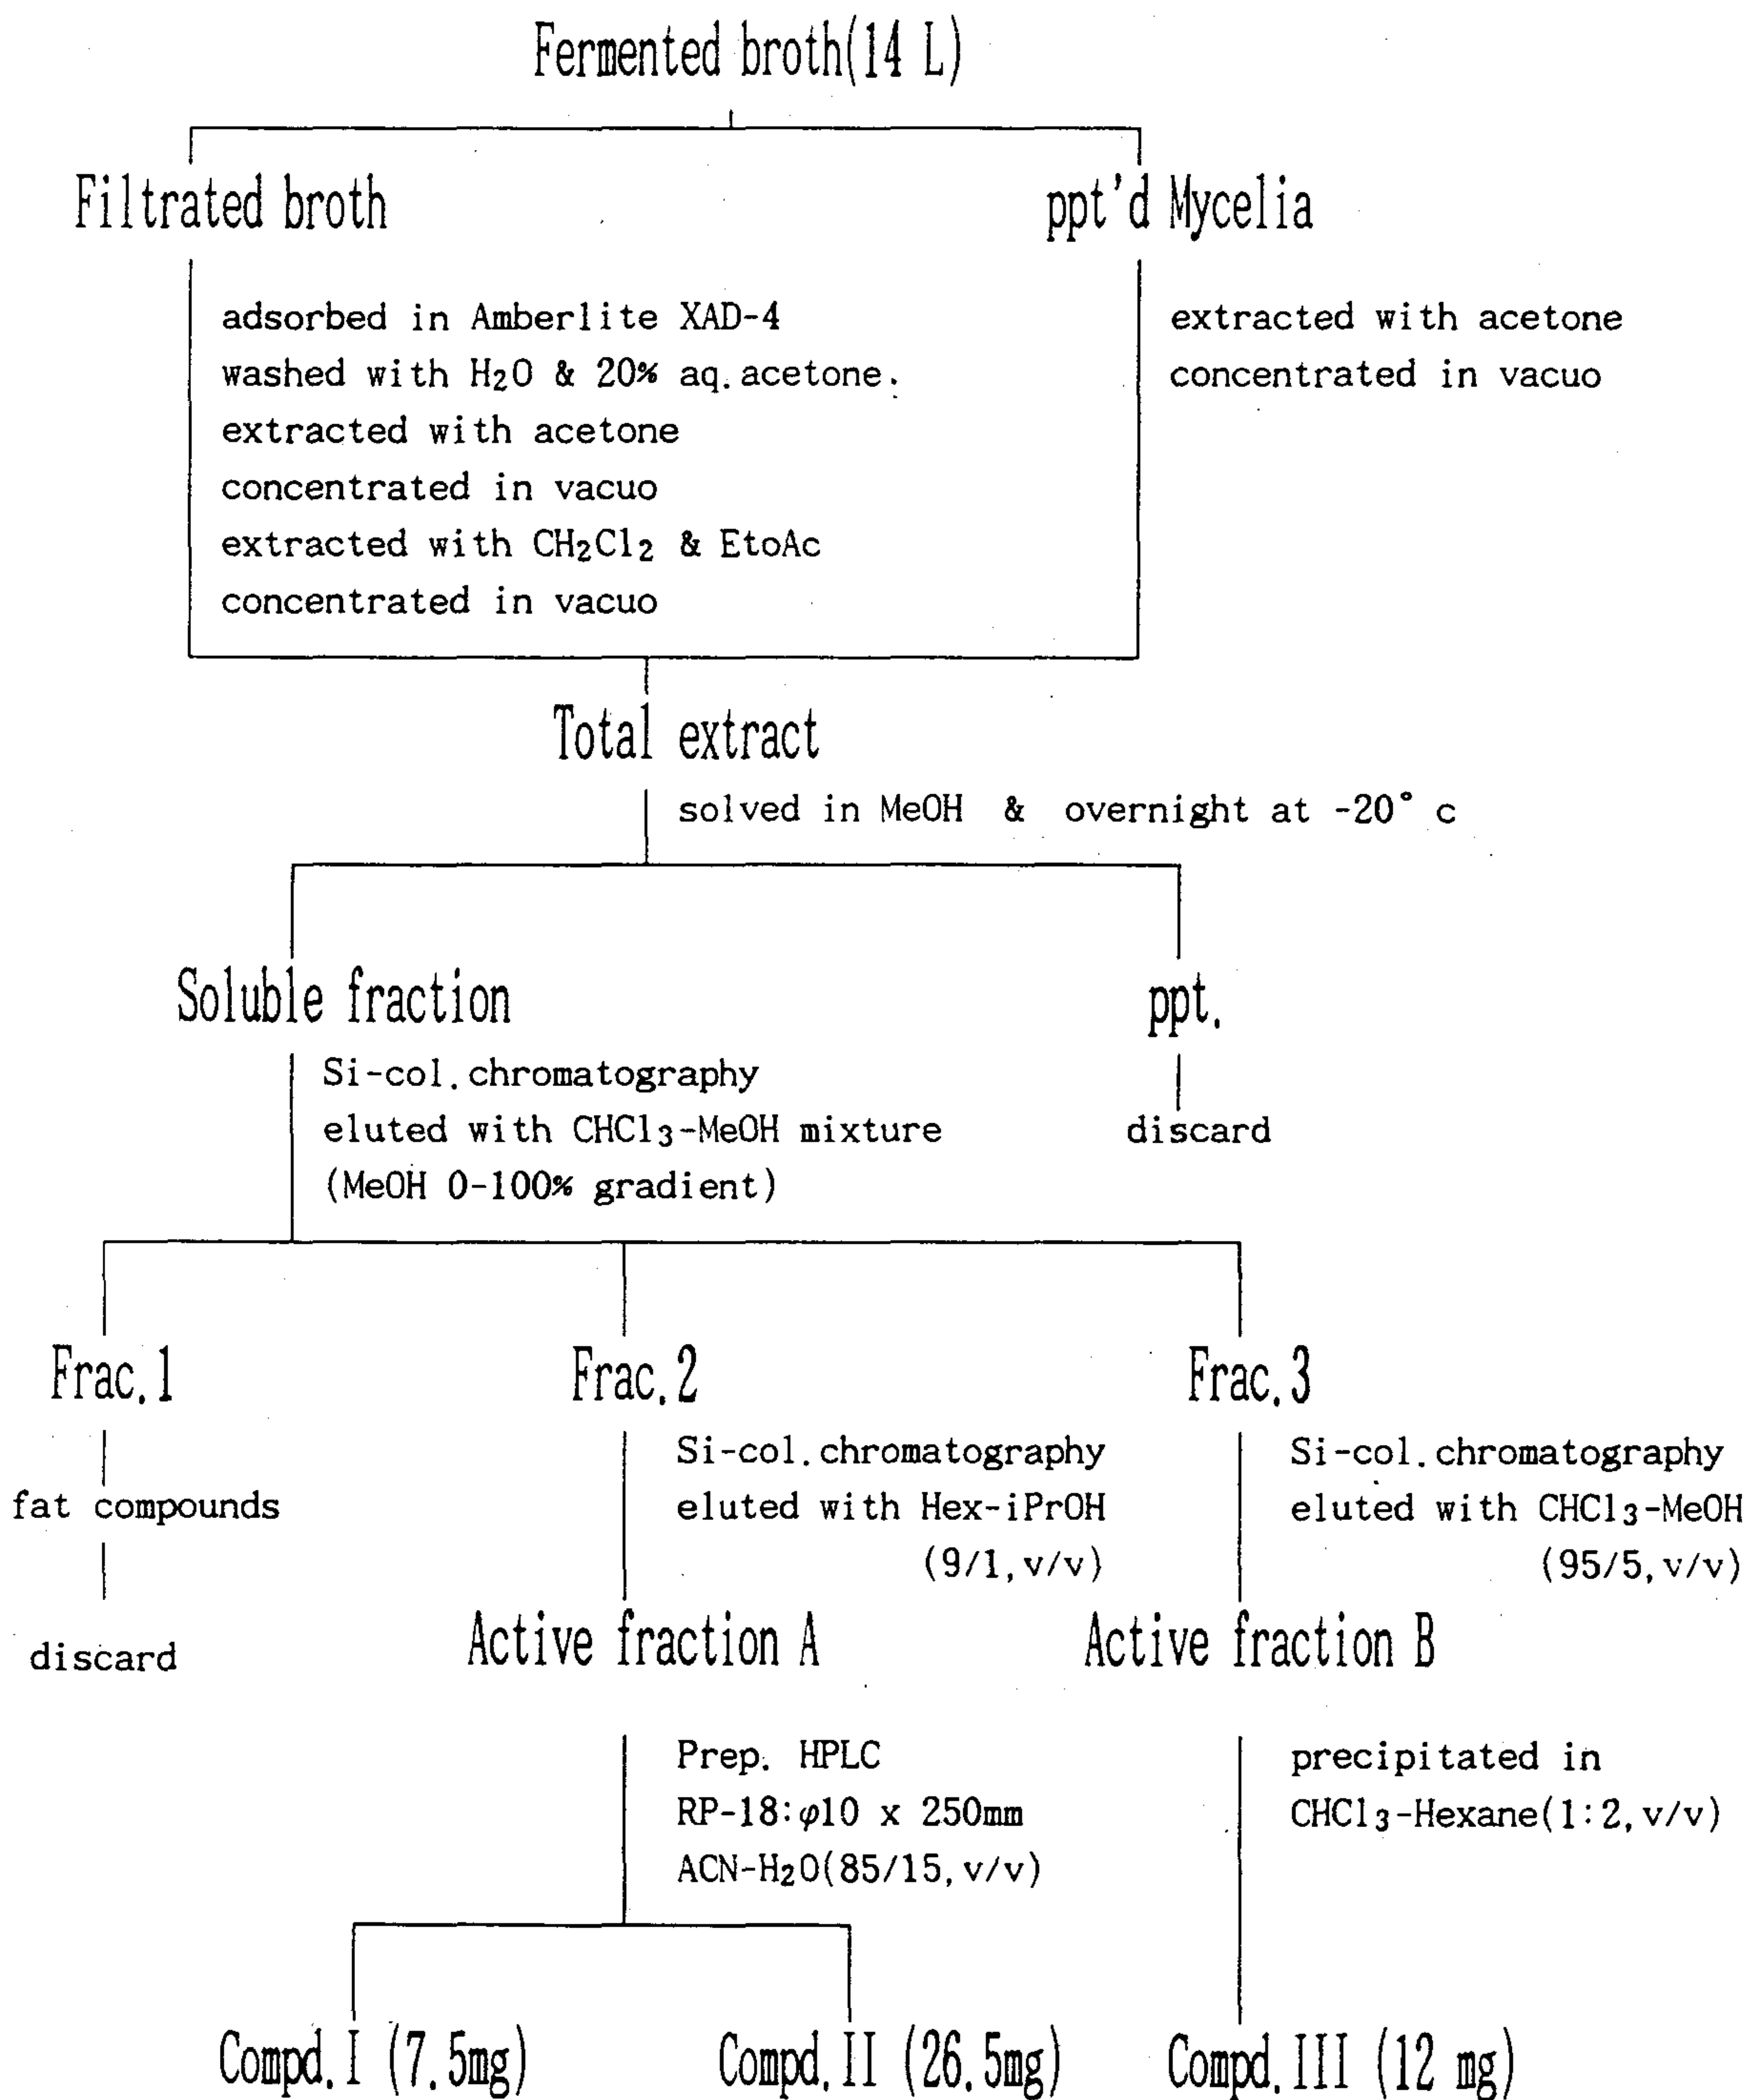 Fermented broth(14 L)
Filtrated broth
ppt'd Mycelia
adsorbed in Amberlite XAD-4
washed with H₂O & 20% aq.acetone.
extracted with acetone
concentrated in vacuo
extracted with CH₂Cl₂ & EtoAc
concentrated in vacuo
extracted with acetone
concentrated in vacuo
Total extract
solved in MeOH & overnight at -20° c
Soluble fraction
ppt.
Si-col.chromatography
eluted with CHCl₃-MeOH mixture
(MeOH 0-100% gradient)
discard
Frac.1
fat compounds
discard
Frac.2
Si-col.chromatography
eluted with Hex-iPrOH
(9/1,v/v)
Active fraction A
Prep. HPLC
RP-18:φ10 x 250mm
ACN-H₂O(85/15,v/v)
Frac.3
Si-col.chromatography
eluted with CHCl₃-MeOH
(95/5,v/v)
Active fraction B
precipitated in
CHCl₃-Hexane(1:2,v/v)
Compd.I (7.5mg)
Compd.II (26.5mg)
Compd.III (12 mg)